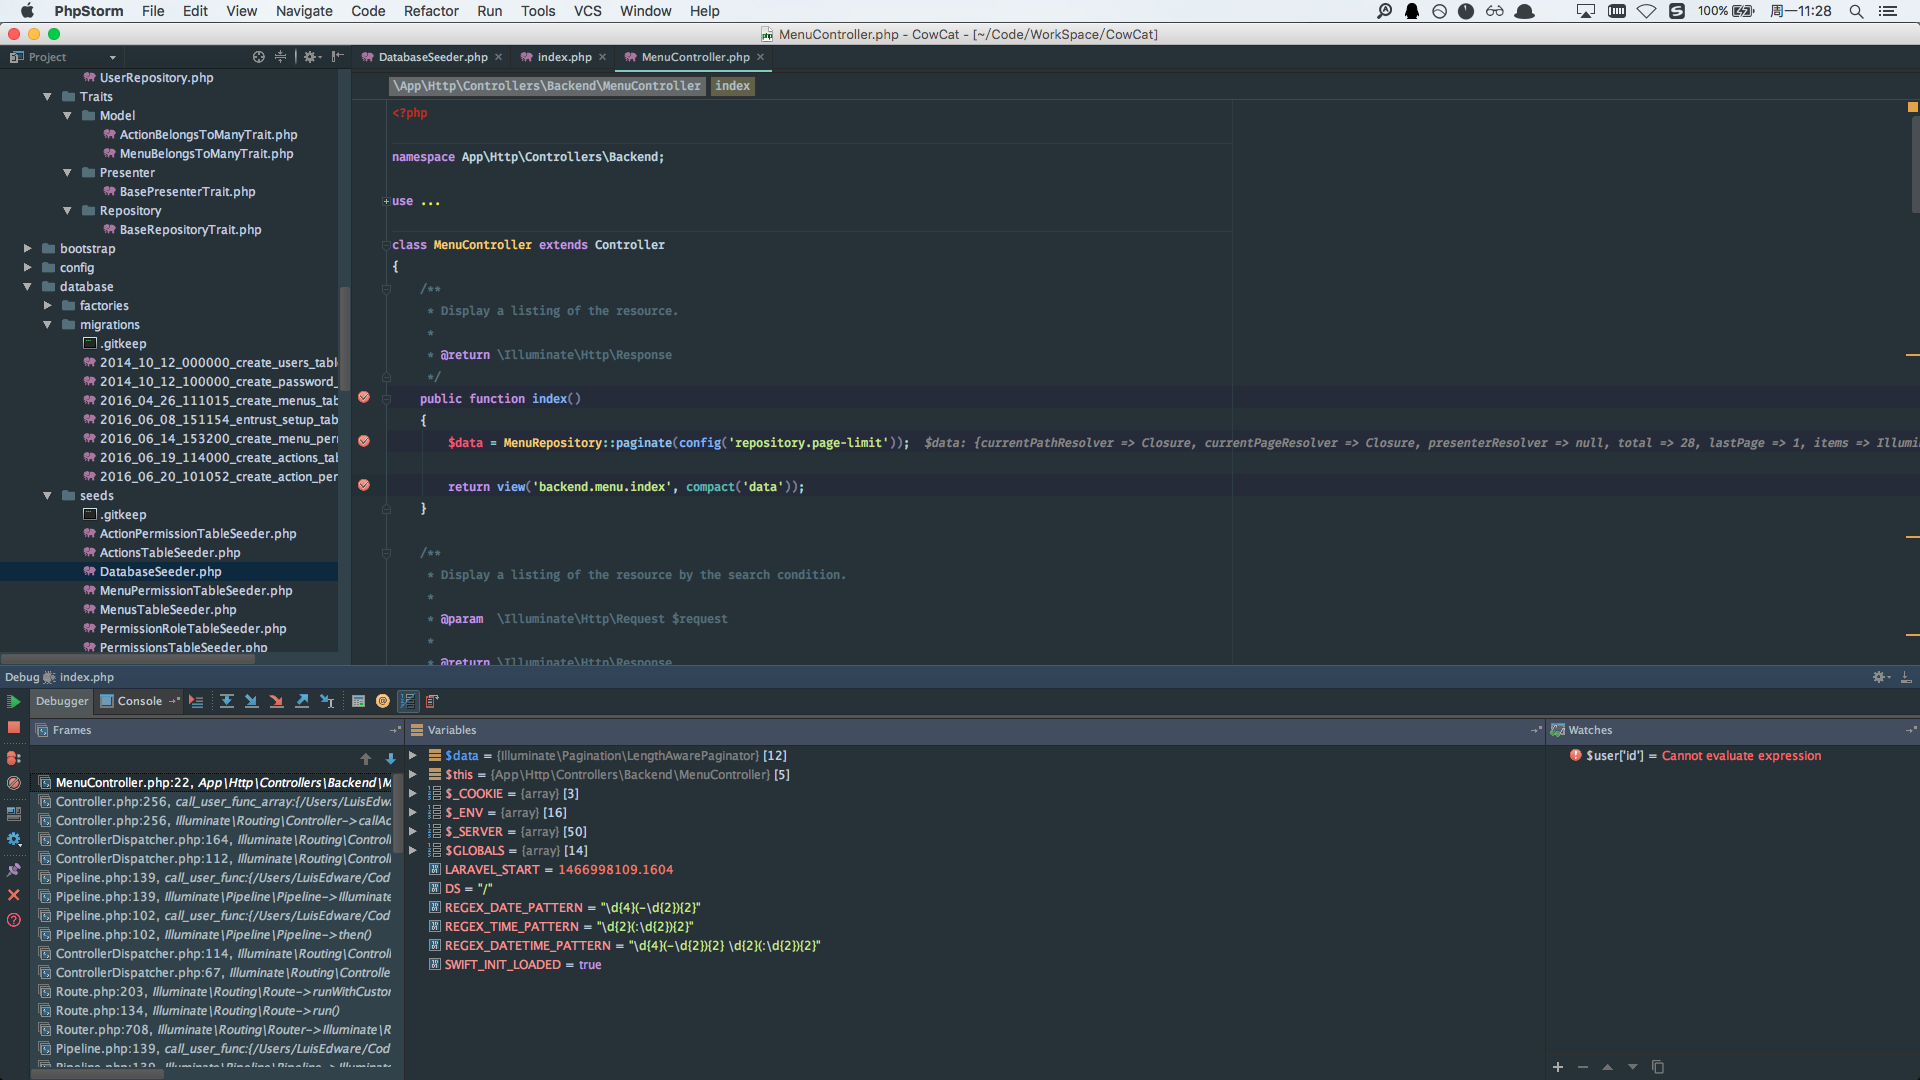 PhpStorm File Edit View Navigate Code Refactor Run Tools VCS Window Help
100% 周一11:28
MenuController.php - CowCat - [~/Code/WorkSpace/CowCat]
Project
DatabaseSeeder.php
index.php
MenuController.php
UserRepository.php
Traits
Model
ActionBelongsToManyTrait.php
MenuBelongsToManyTrait.php
Presenter
BasePresenterTrait.php
Repository
BaseRepositoryTrait.php
bootstrap
config
database
factories
migrations
.gitkeep
2014_10_12_000000_create_users_tabl
2014_10_12_100000_create_password_
2016_04_26_111015_create_menus_tab
2016_06_08_151154_entrust_setup_tab
2016_06_14_153200_create_menu_peri
2016_06_19_114000_create_actions_ta
2016_06_20_101052_create_action_per
seeds
.gitkeep
ActionPermissionTableSeeder.php
ActionsTableSeeder.php
DatabaseSeeder.php
MenuPermissionTableSeeder.php
MenusTableSeeder.php
PermissionRoleTableSeeder.php
PermissionsTableSeeder.php
\App\Http\Controllers\Backend\MenuController index
<?php
namespace App\Http\Controllers\Backend;
use ...
class MenuController extends Controller
{
/**
* Display a listing of the resource.
*
* @return \Illuminate\Http\Response
*/
public function index()
{
$data = MenuRepository::paginate(config('repository.page-limit')); $data: {currentPathResolver => Closure, currentPageResolver => Closure, presenterResolver => null, total => 28, lastPage => 1, items => Illumin
return view('backend.menu.index', compact('data'));
}
/**
* Display a listing of the resource by the search condition.
*
* @param \Illuminate\Http\Request $request
*
* @return \Illuminate\Http\Response
Debug index.php
Debugger Console
Frames
MenuController.php:22, App\Http\Controllers\Backend\M
Controller.php:256, call_user_func_array:{/Users/LuisEdwa
Controller.php:256, Illuminate\Routing\Controller->callAc
ControllerDispatcher.php:164, Illuminate\Routing\Controll
ControllerDispatcher.php:112, Illuminate\Routing\Controll
Pipeline.php:139, call_user_func:{/Users/LuisEdware/Cod
Pipeline.php:139, Illuminate\Pipeline\Pipeline->Illuminate
Pipeline.php:102, call_user_func:{/Users/LuisEdware/Cod
Pipeline.php:102, Illuminate\Pipeline\Pipeline->then()
ControllerDispatcher.php:114, Illuminate\Routing\Controll
ControllerDispatcher.php:67, Illuminate\Routing\Controlle
Route.php:203, Illuminate\Routing\Route->runWithCustor
Route.php:134, Illuminate\Routing\Route->run()
Router.php:708, Illuminate\Routing\Router->Illuminate\R
Pipeline.php:139, call_user_func:{/Users/LuisEdware/Cod
Pipeline.php:139, Illuminate\Pipeline\Pipeline->Illuminate
Variables
$data = {Illuminate\Pagination\LengthAwarePaginator} [12]
$this = {App\Http\Controllers\Backend\MenuController} [5]
$_COOKIE = {array} [3]
$_ENV = {array} [16]
$_SERVER = {array} [50]
$GLOBALS = {array} [14]
LARAVEL_START = 1466998109.1604
DS = "/"
REGEX_DATE_PATTERN = "\d{4}(-\d{2}){2}"
REGEX_TIME_PATTERN = "\d{2}(:\d{2}){2}"
REGEX_DATETIME_PATTERN = "\d{4}(-\d{2}){2} \d{2}(:\d{2}){2}"
SWIFT_INIT_LOADED = true
Watches
$user['id'] = Cannot evaluate expression